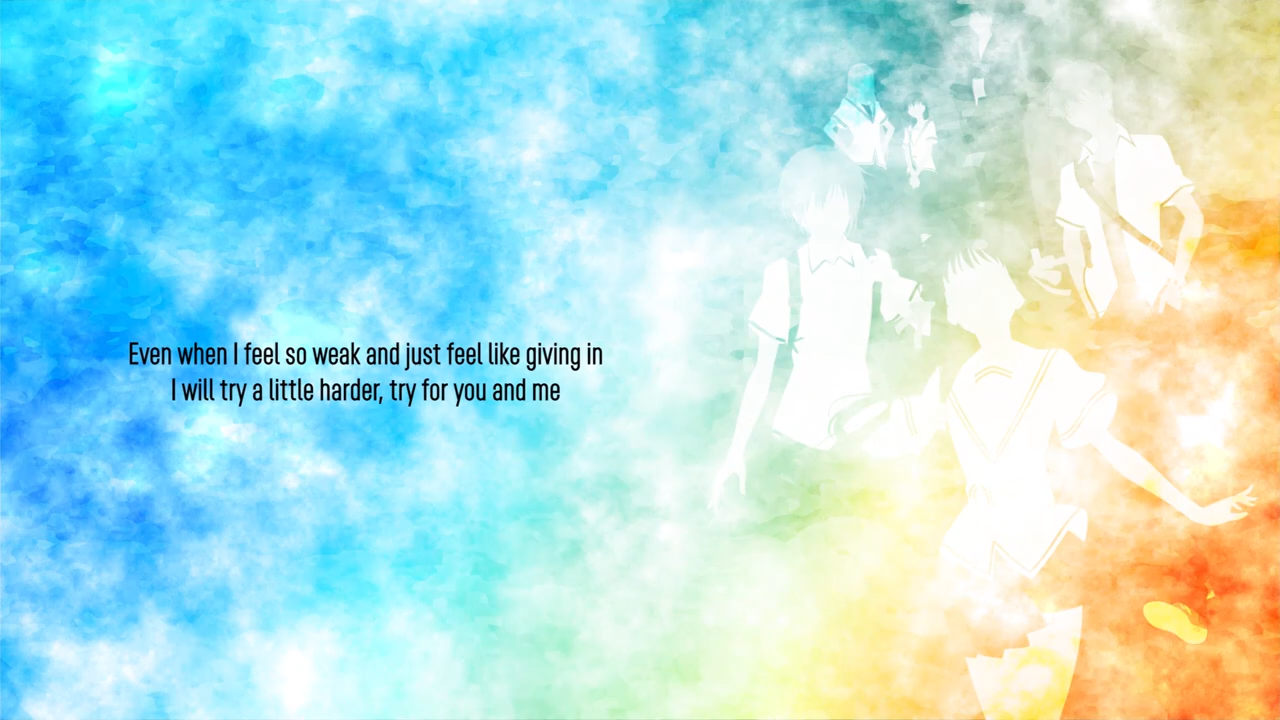 Even when I feel so weak and just feel like giving in
I will try a little harder, try for you and me